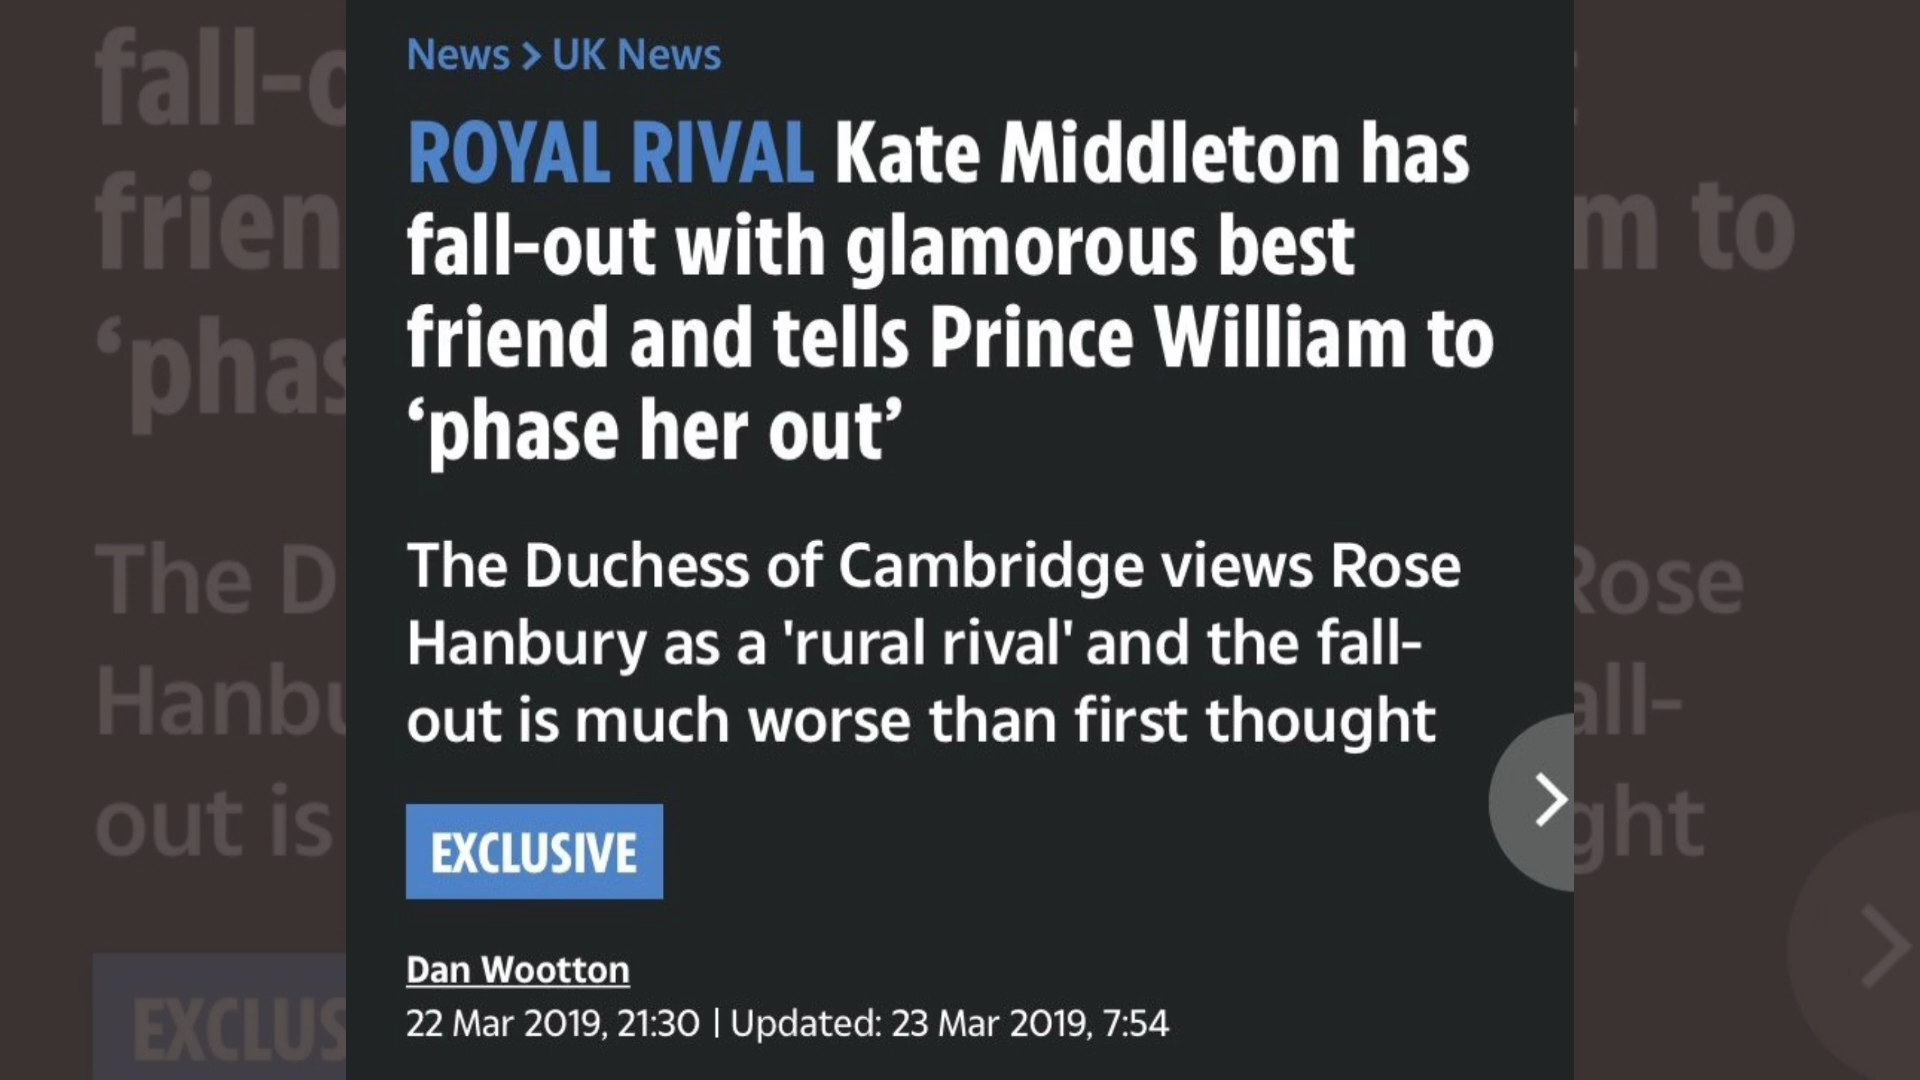 News > UK News
ROYAL RIVAL Kate Middleton has
fall-out with glamorous best
friend and tells Prince William to
‘phase her out’
The Duchess of Cambridge views Rose
Hanbury as a 'rural rival' and the fall-
out is much worse than first thought
EXCLUSIVE
Dan Wootton
22 Mar 2019, 21:30 | Updated: 23 Mar 2019, 7:54